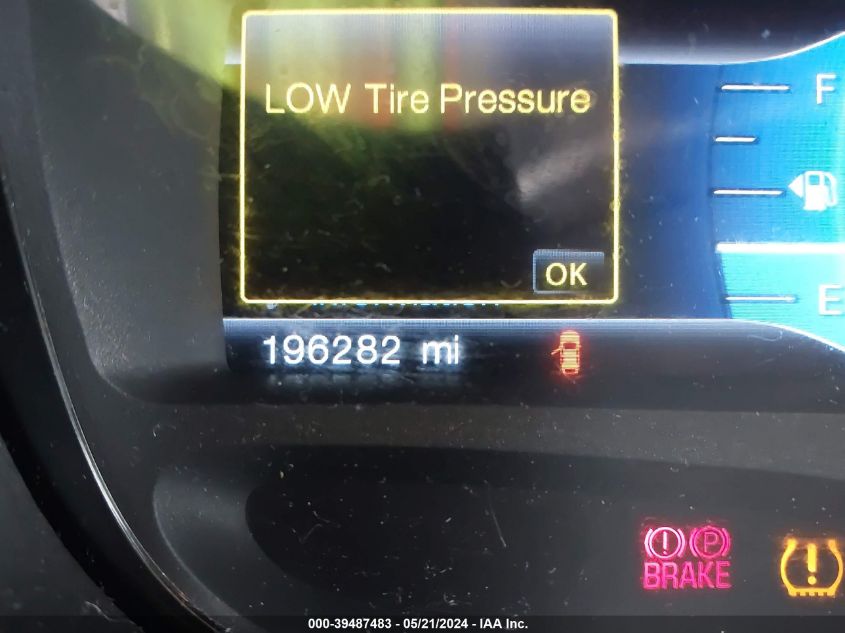 LOW Tire Pressure
F
OK
E
196282 mi
(!) (P)
BRAKE
!
000-39487483 - 05/21/2024 - IAA Inc.